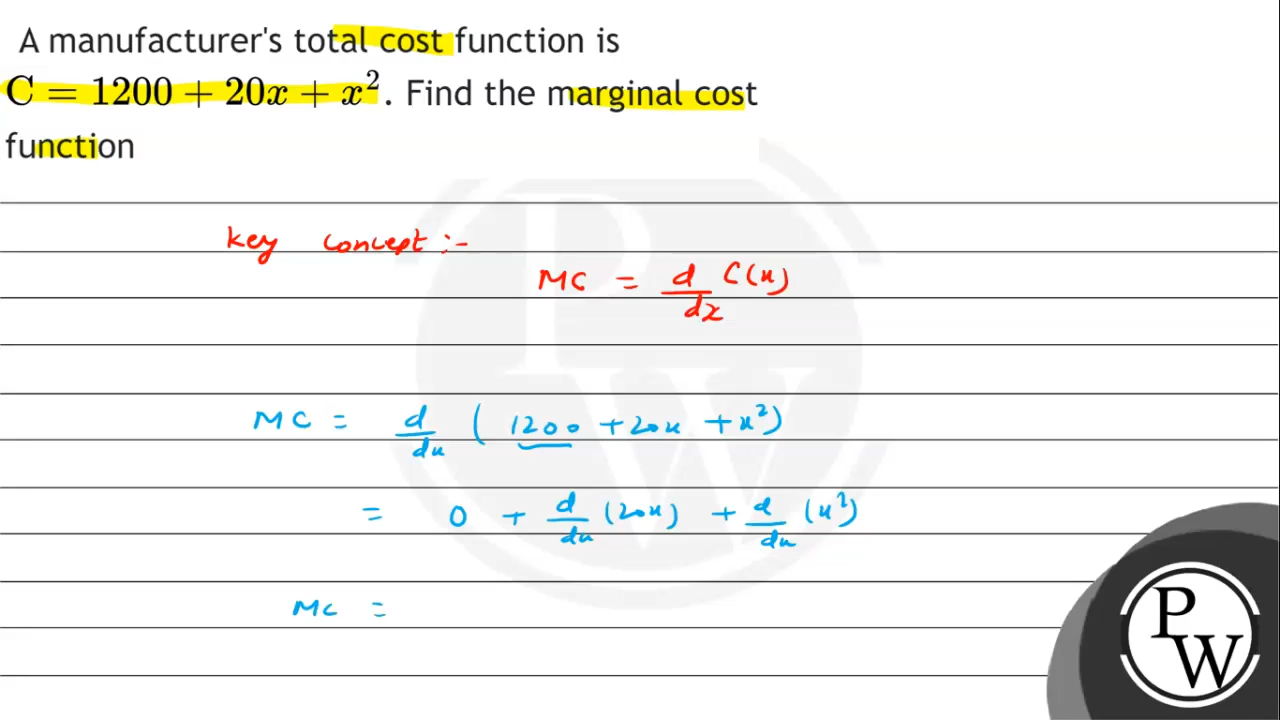 A manufacturer's total cost function is
C = 1200 + 20x + x². Find the marginal cost
function
Key concept :-
MC = d/dx C(x)
MC = d/dx (1200 + 20x + x²)
= 0 + d/dx (20x) + d/dx (x²)
MC =
P
W
P
W